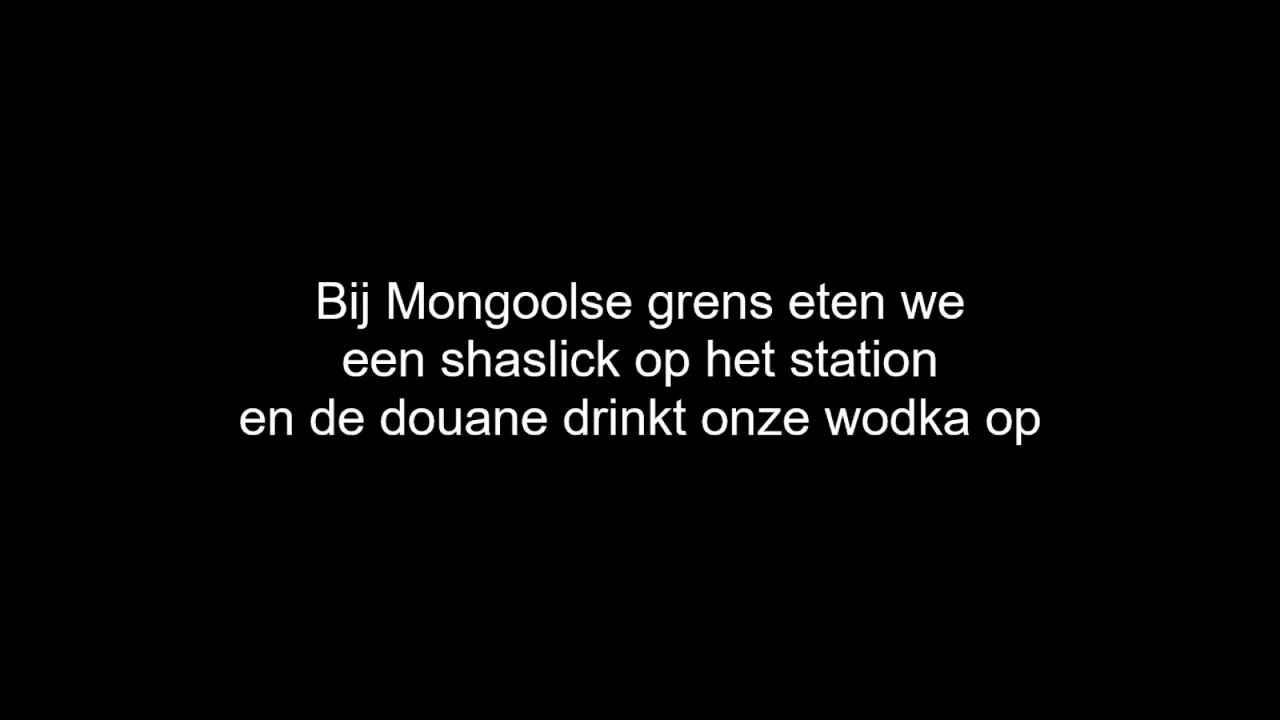 Bij Mongoolse grens eten we
een shaslick op het station
en de douane drinkt onze wodka op